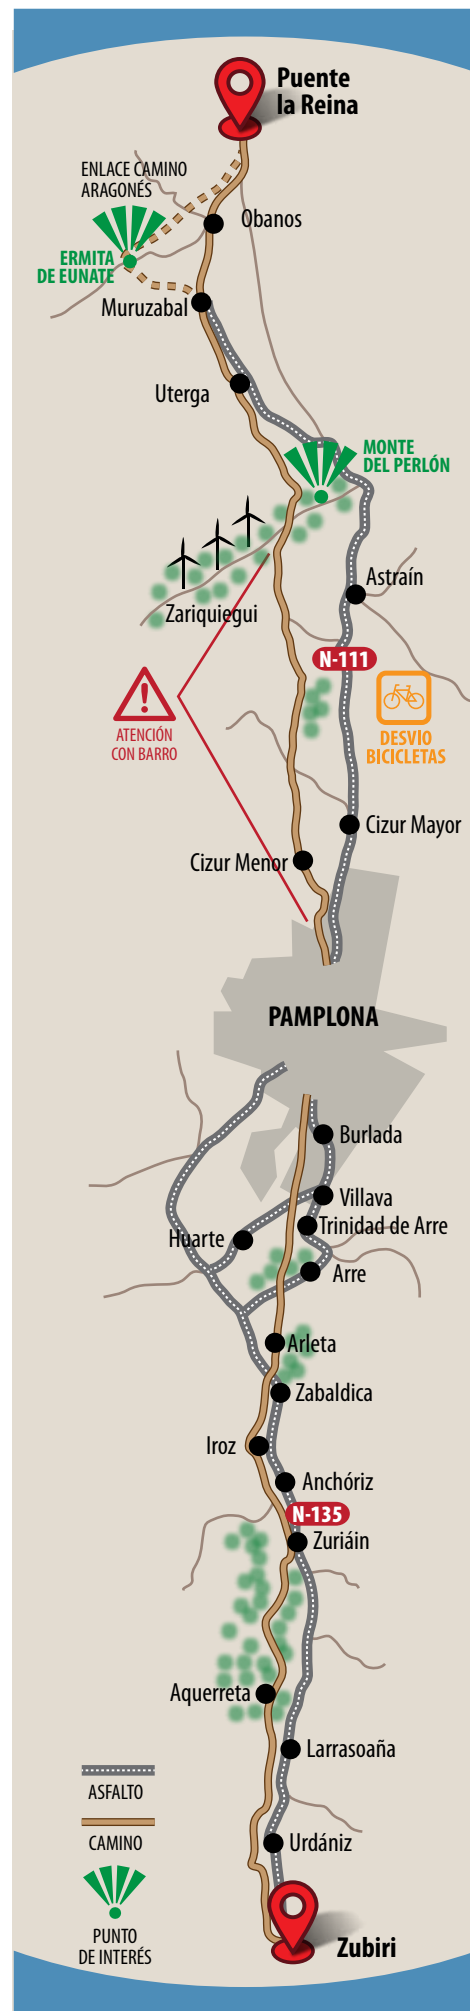 Puente
la Reina
ENLACE CAMINO
ARAGONÉS
Obanos
ERMITA
DE EUNATE
Muruzabal
Uterga
MONTE
DEL PERLÓN
Astraín
Zariquiegui
N-111
ATENCIÓN
CON BARRO
DESVIO
BICICLETAS
Cizur Mayor
Cizur Menor
PAMPLONA
Burlada
Villava
Trinidad de Arre
Huarte
Arre
Arleta
Zabaldica
Iroz
Anchóriz
N-135
Zuriáin
Aquerreta
Larrasoaña
ASFALTO
CAMINO
Urdániz
PUNTO
DE INTERÉS
Zubiri